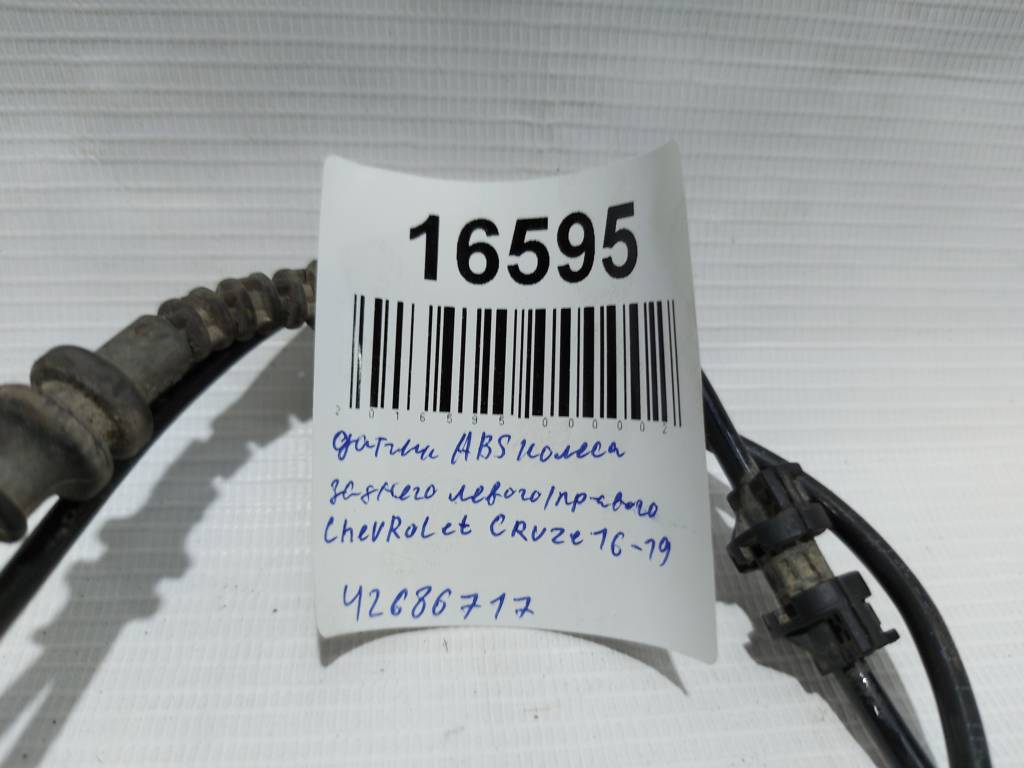 16595
2016595000002
датчик ABS колеса
заднего левого/правого
ChevRoLet CRuze 16-19
42686717